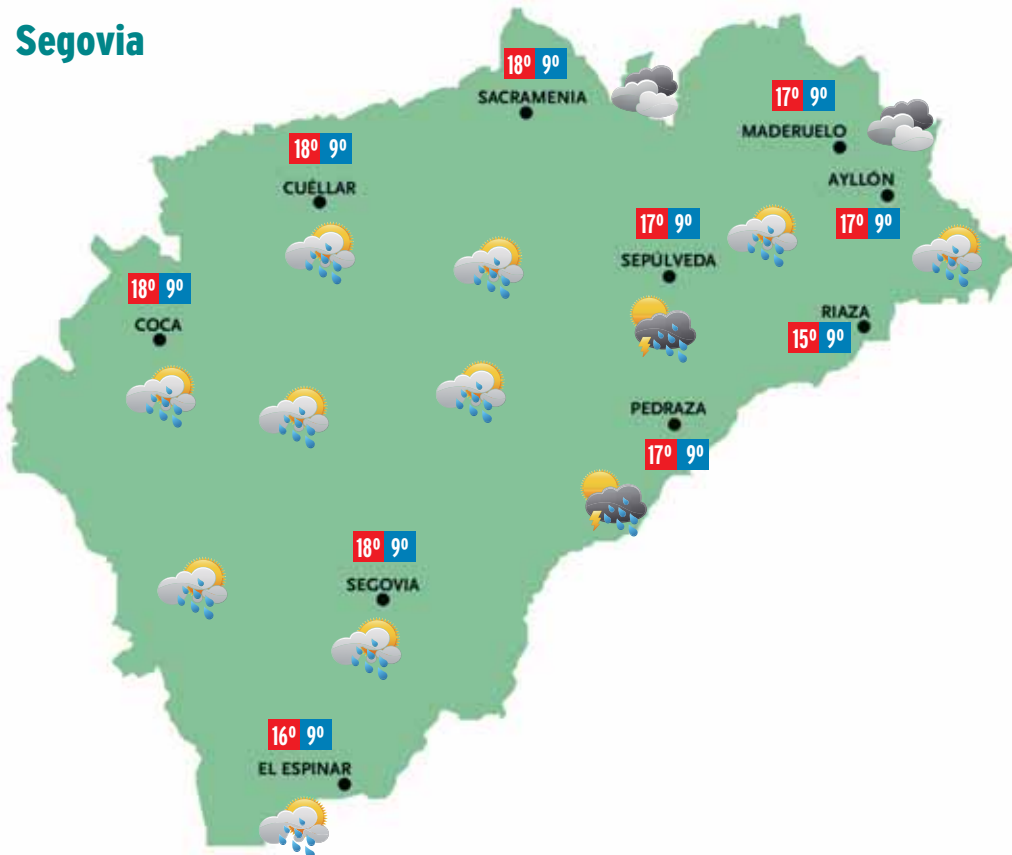 Segovia
18º 9º
SACRAMENIA
17º 9º
MADERUELO
18º 9º
CUÉLLAR
AYLLÓN
17º 9º
17º 9º
SEPÚLVEDA
18º 9º
COCA
RIAZA
15º 9º
PEDRAZA
17º 9º
18º 9º
SEGOVIA
16º 9º
EL ESPINAR